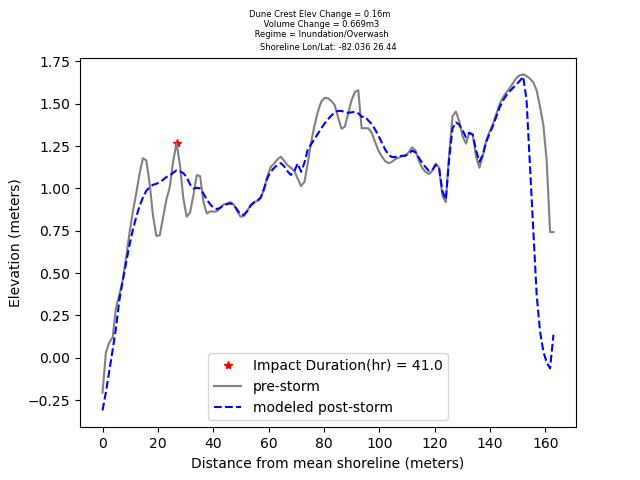 Dune Crest Elev Change = 0.16m
Volume Change = 0.669m3
Regime = Inundation/Overwash
Shoreline Lon/Lat: -82.036 26.44
1.75
1.50
1.25
1.00
0.75
0.50
0.25
0.00
−0.25
Elevation (meters)
Impact Duration(hr) = 41.0
pre-storm
modeled post-storm
0 20 40 60 80 100 120 140 160
Distance from mean shoreline (meters)